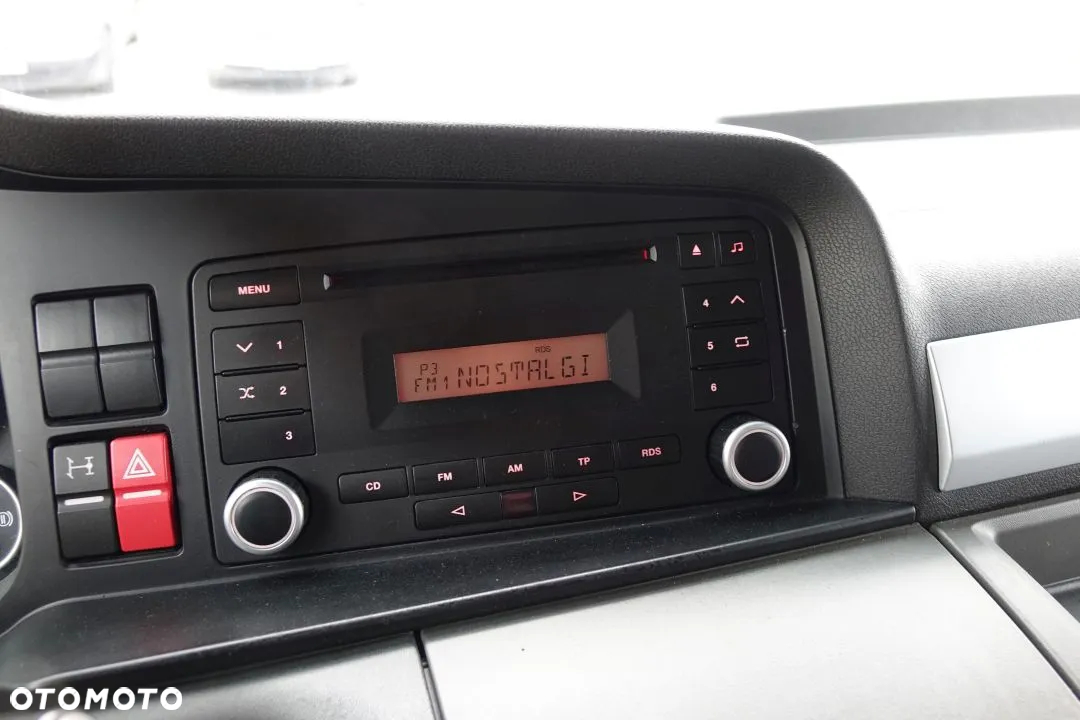 MENU
1
2
3
4
5
6
RDS
P3
FM1 NOSTALGI
CD
FM
AM
TP
RDS
OTOMOTO